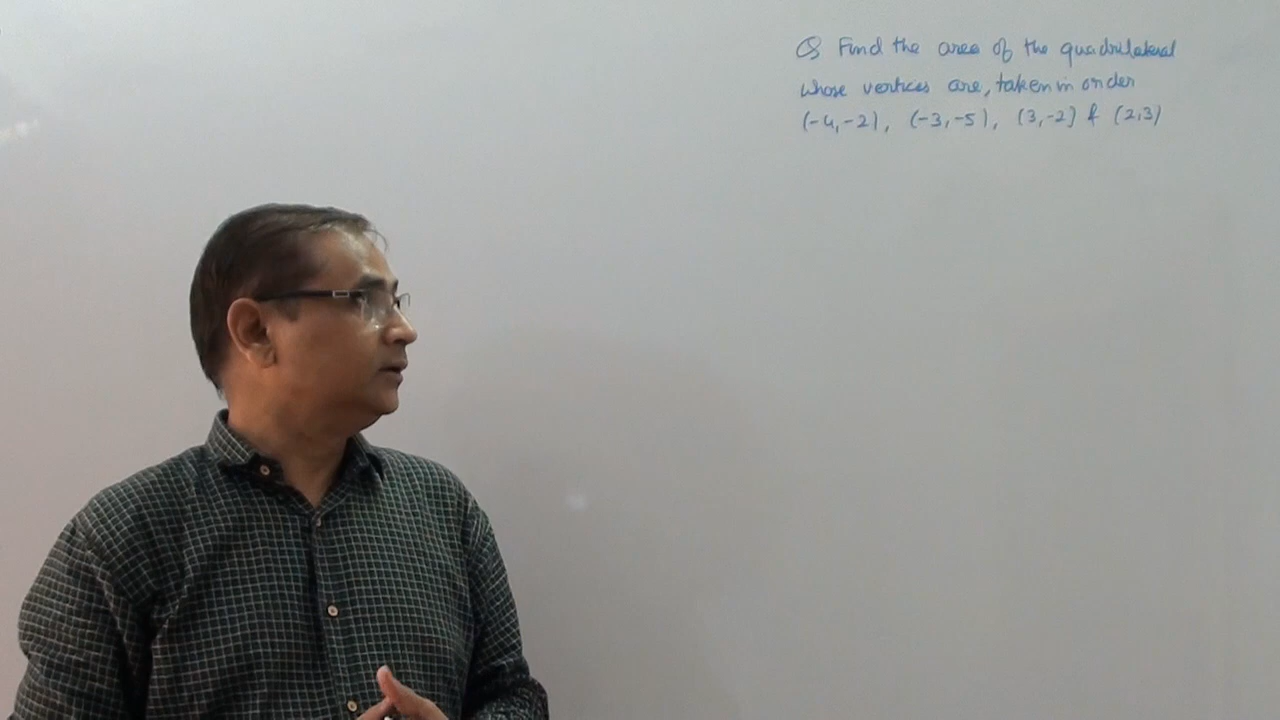 Q Find the area of the quadrilateral
whose vertices are, taken in order
(-4,-2), (-3,-5), (3,-2) & (2,3)